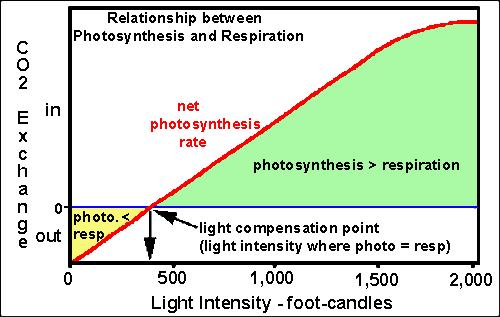 Relationship between
Photosynthesis and Respiration
CO2 Exchange
in
0
out
net
photosynthesis
rate
photosynthesis > respiration
photo. <
resp
light compensation point
(light intensity where photo = resp)
0
500
1,000
1,500
2,000
Light Intensity - foot-candles